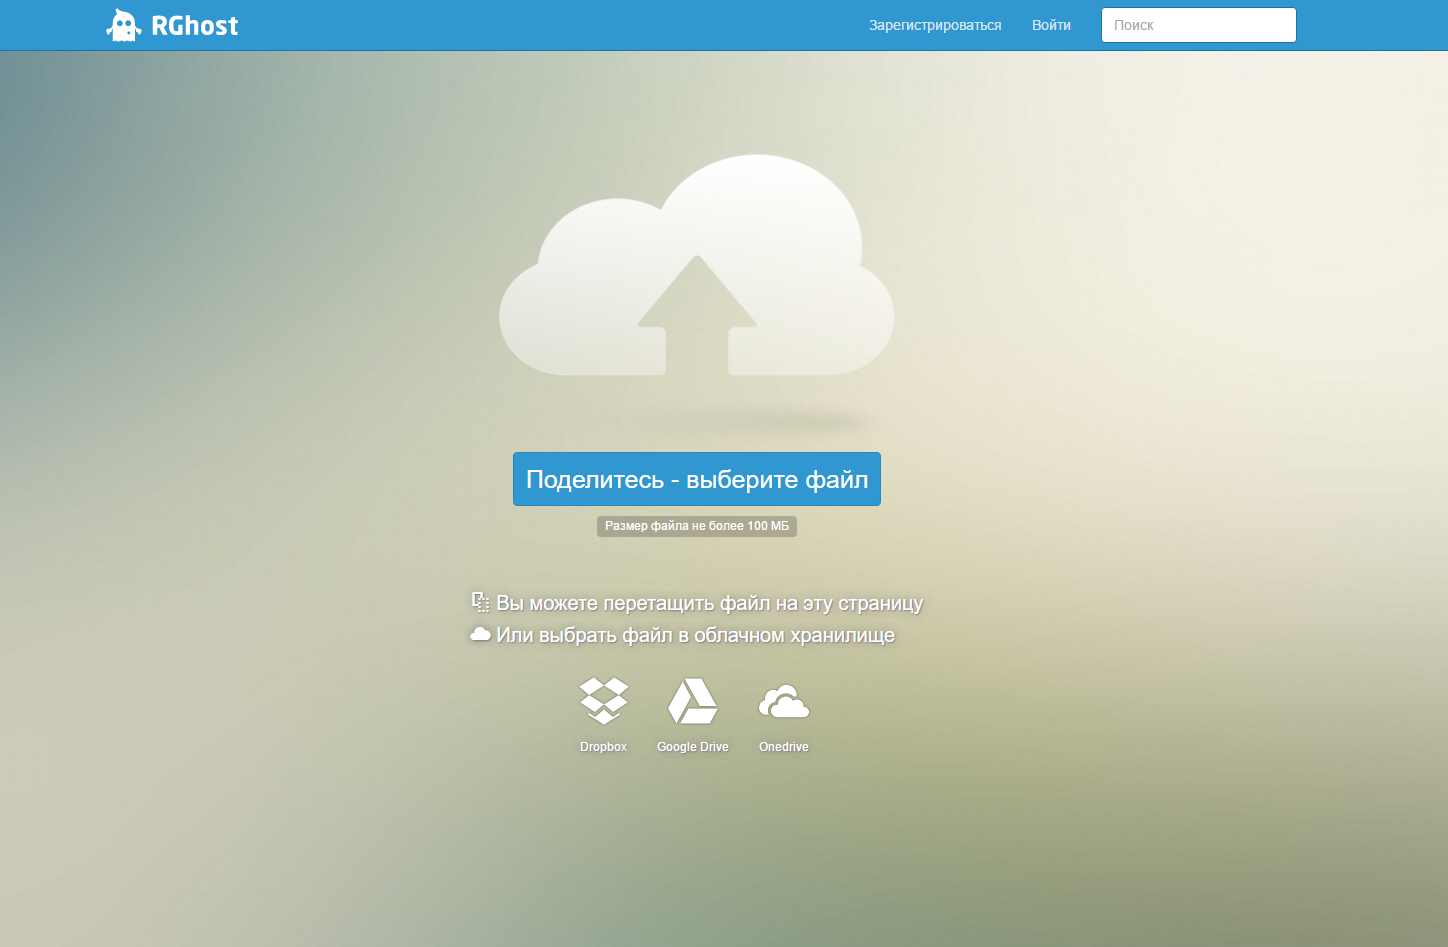 RGhost
Зарегистрироваться
Войти
Поиск
Поделитесь - выберите файл
Размер файла не более 100 МБ
Вы можете перетащить файл на эту страницу
Или выбрать файл в облачном хранилище
Dropbox
Google Drive
Onedrive